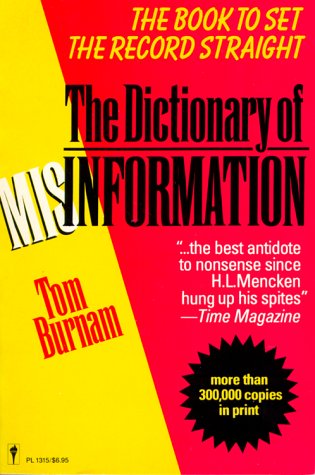 THE BOOK TO SET
THE RECORD STRAIGHT
The Dictionary of
MISINFORMATION
"...the best antidote
to nonsense since
H.L.Mencken
hung up his spites"
—Time Magazine
Tom
Burnam
more than
300,000 copies
in print
PL 1315/$6.95